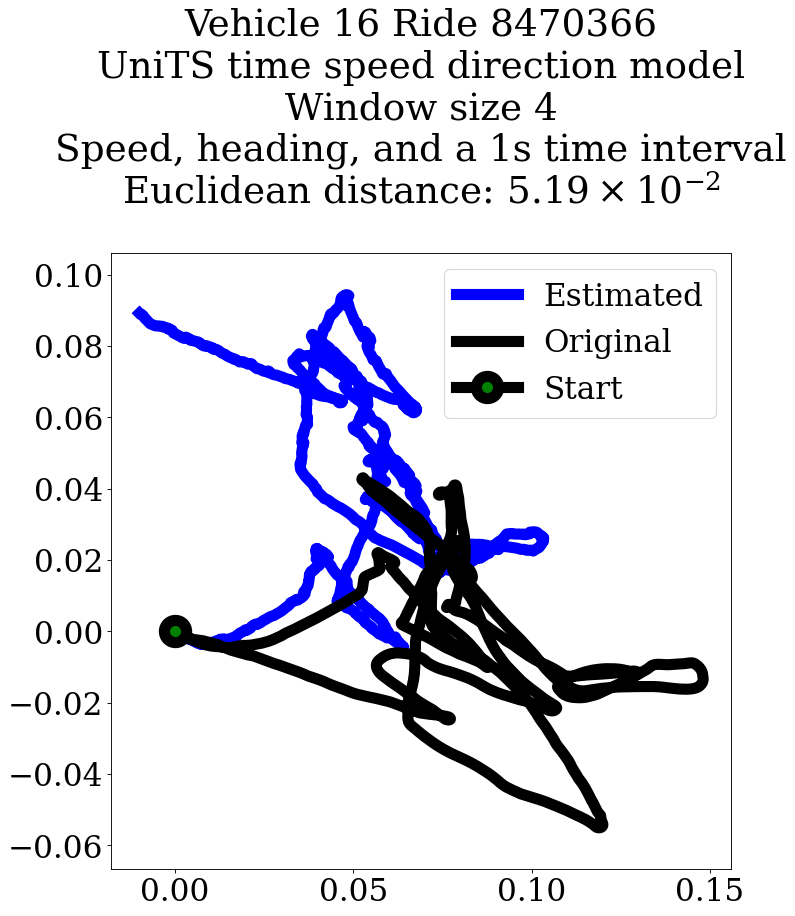 Vehicle 16 Ride 8470366
UniTS time speed direction model
Window size 4
Speed, heading, and a 1s time interval
Euclidean distance: 5.19 × 10⁻²
Estimated
Original
Start
0.10
0.08
0.06
0.04
0.02
0.00
−0.02
−0.04
−0.06
0.00 0.05 0.10 0.15